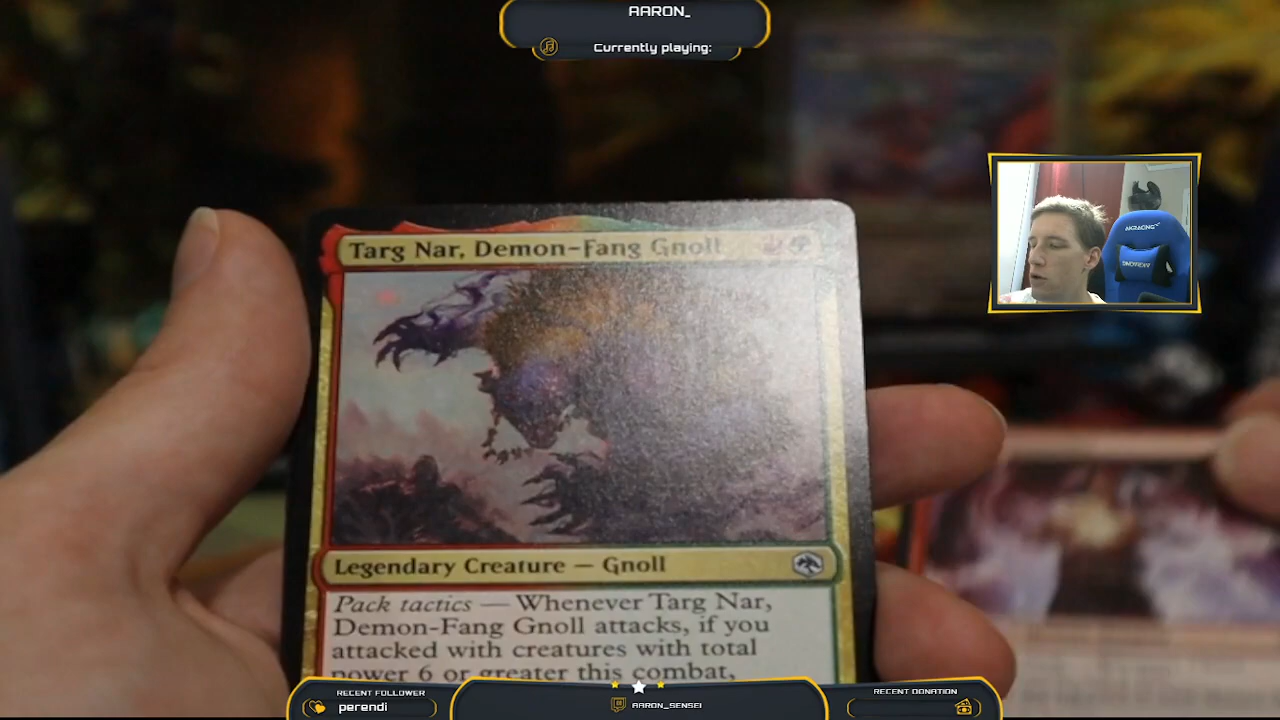 AARON_
Currently playing:
Targ Nar, Demon-Fang Gnoll
AKRACING
Legendary Creature — Gnoll
Pack tactics — Whenever Targ Nar,
Demon-Fang Gnoll attacks, if you
attacked with creatures with total
power 6 or greater this combat,
RECENT FOLLOWER
perendi
AARON_SENSEI
RECENT DONATION